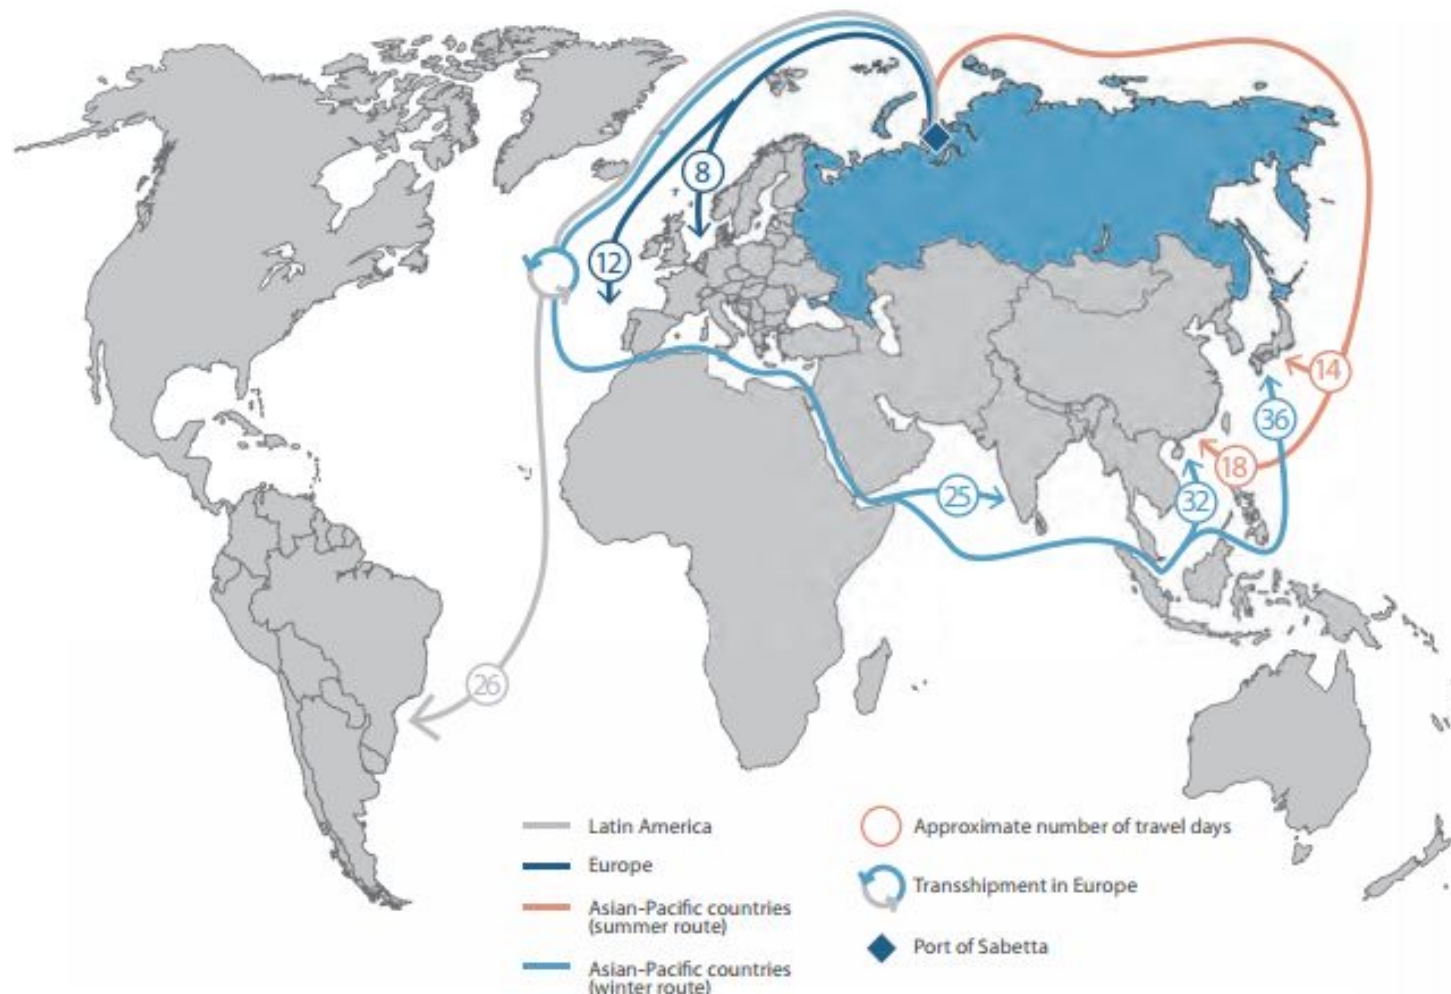 8
12
14
36
18
25
32
26
Latin America
Europe
Asian-Pacific countries
(summer route)
Asian-Pacific countries
(winter route)
Approximate number of travel days
Transshipment in Europe
Port of Sabetta